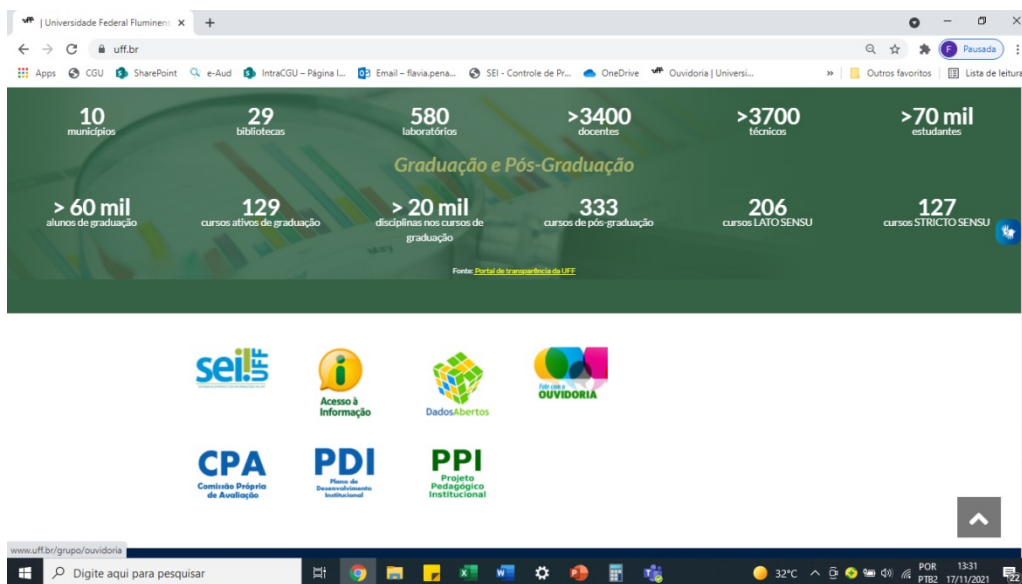 uff | Universidade Federal Fluminen
uff.br
Pausada
Apps CGU SharePoint e-Aud IntraCGU – Página I... Email – flavia.pena... SEI - Controle de Pr... OneDrive uff Ouvidoria | Universi... » Outros favoritos Lista de leitura
10 29 580 >3400 >3700 >70 mil
municípios bibliotecas laboratórios docentes técnicos estudantes
Graduação e Pós-Graduação
> 60 mil 129 > 20 mil 333 206 127
alunos de graduação cursos ativos de graduação disciplinas nos cursos de cursos de pós-graduação cursos LATO SENSU cursos STRICTO SENSU
graduação
Fonte: Portal de transparência da UFF
sei! UFF
Acesso à
Informação
DadosAbertos
Fale com a
OUVIDORIA
CPA
Comissão Própria
de Avaliação
PDI
Plano de
Desenvolvimento
Institucional
PPI
Projeto
Pedagógico
Institucional
www.uff.br/grupo/ouvidoria
Digite aqui para pesquisar
32°C
POR
PTB2
13:31
17/11/2021